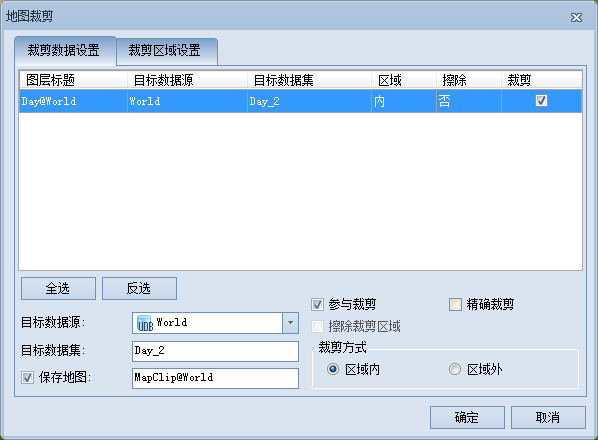 地图裁剪
裁剪数据设置 裁剪区域设置
图层标题 目标数据源 目标数据集 区域 擦除 裁剪
Day@World World Day_2 内 否
全选 反选
参与裁剪 精确裁剪
目标数据源: UDB World
擦除裁剪区域
目标数据集: Day_2
裁剪方式
保存地图: MapClip@World
区域内 区域外
确定 取消